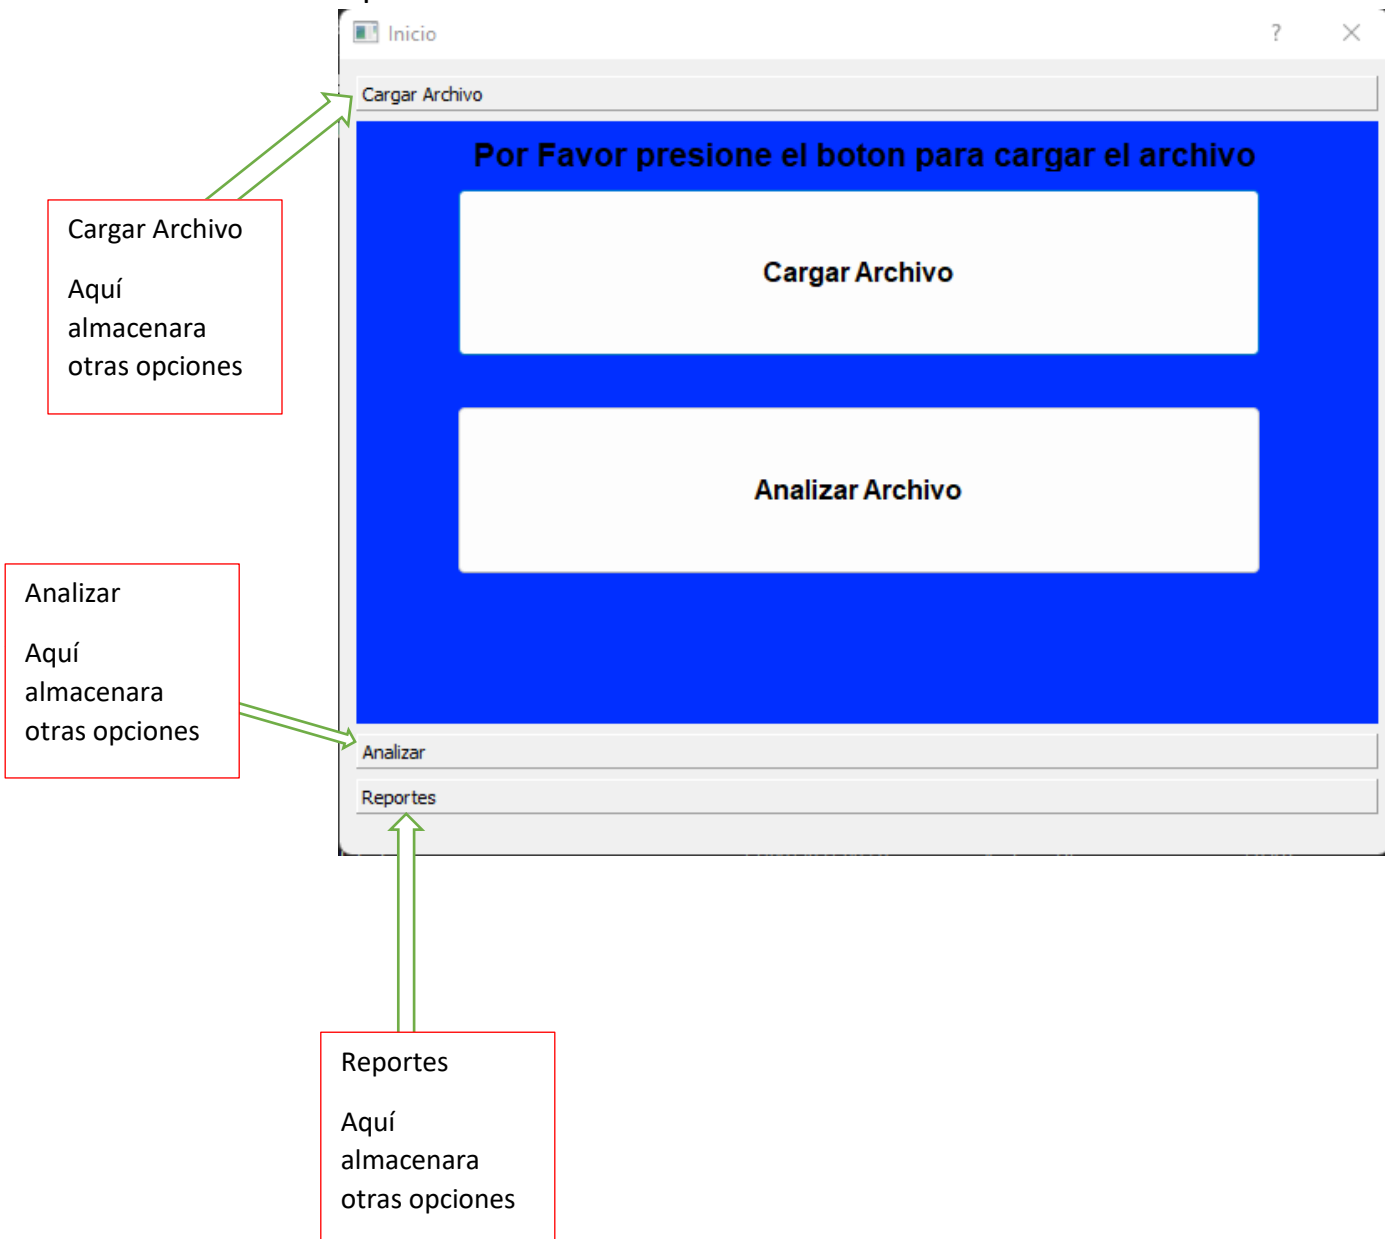 Inicio
?
Cargar Archivo
Por Favor presione el boton para cargar el archivo
Cargar Archivo
Analizar Archivo
Analizar
Reportes
Cargar Archivo
Aquí
almacenara
otras opciones
Analizar
Aquí
almacenara
otras opciones
Reportes
Aquí
almacenara
otras opciones